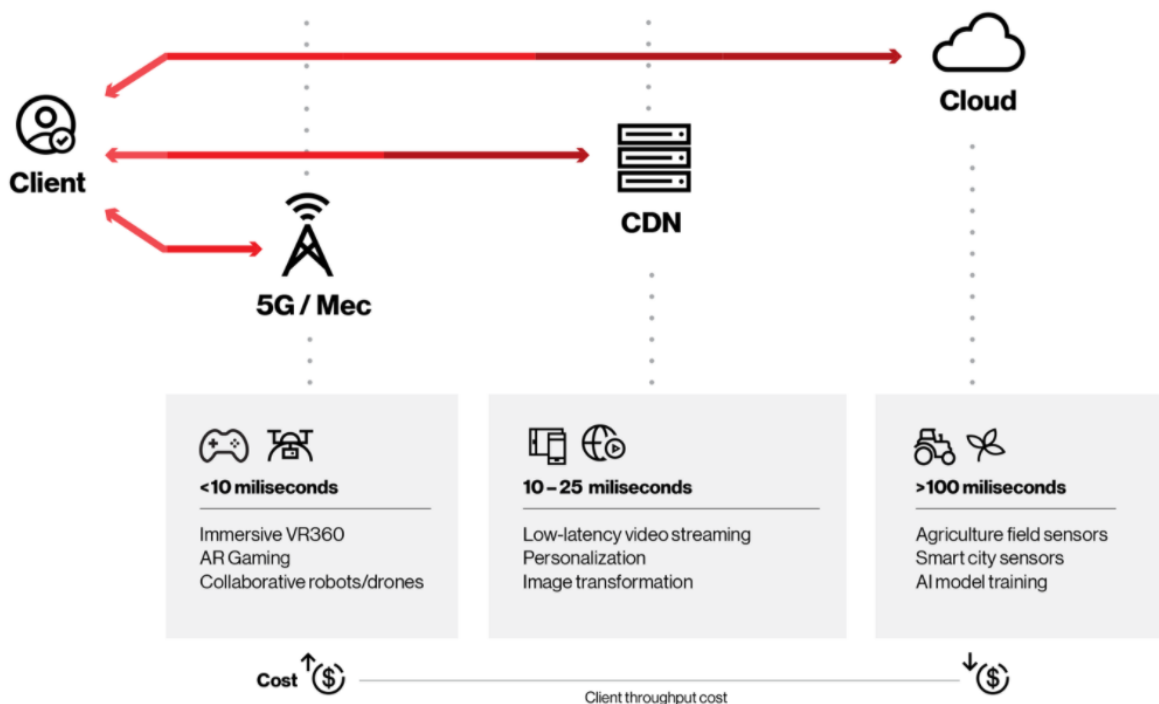 Cloud
Client
CDN
5G / Mec
<10 miliseconds
Immersive VR360
AR Gaming
Collaborative robots/drones
10 – 25 miliseconds
Low-latency video streaming
Personalization
Image transformation
>100 miliseconds
Agriculture field sensors
Smart city sensors
AI model training
Cost $
$
Client throughput cost